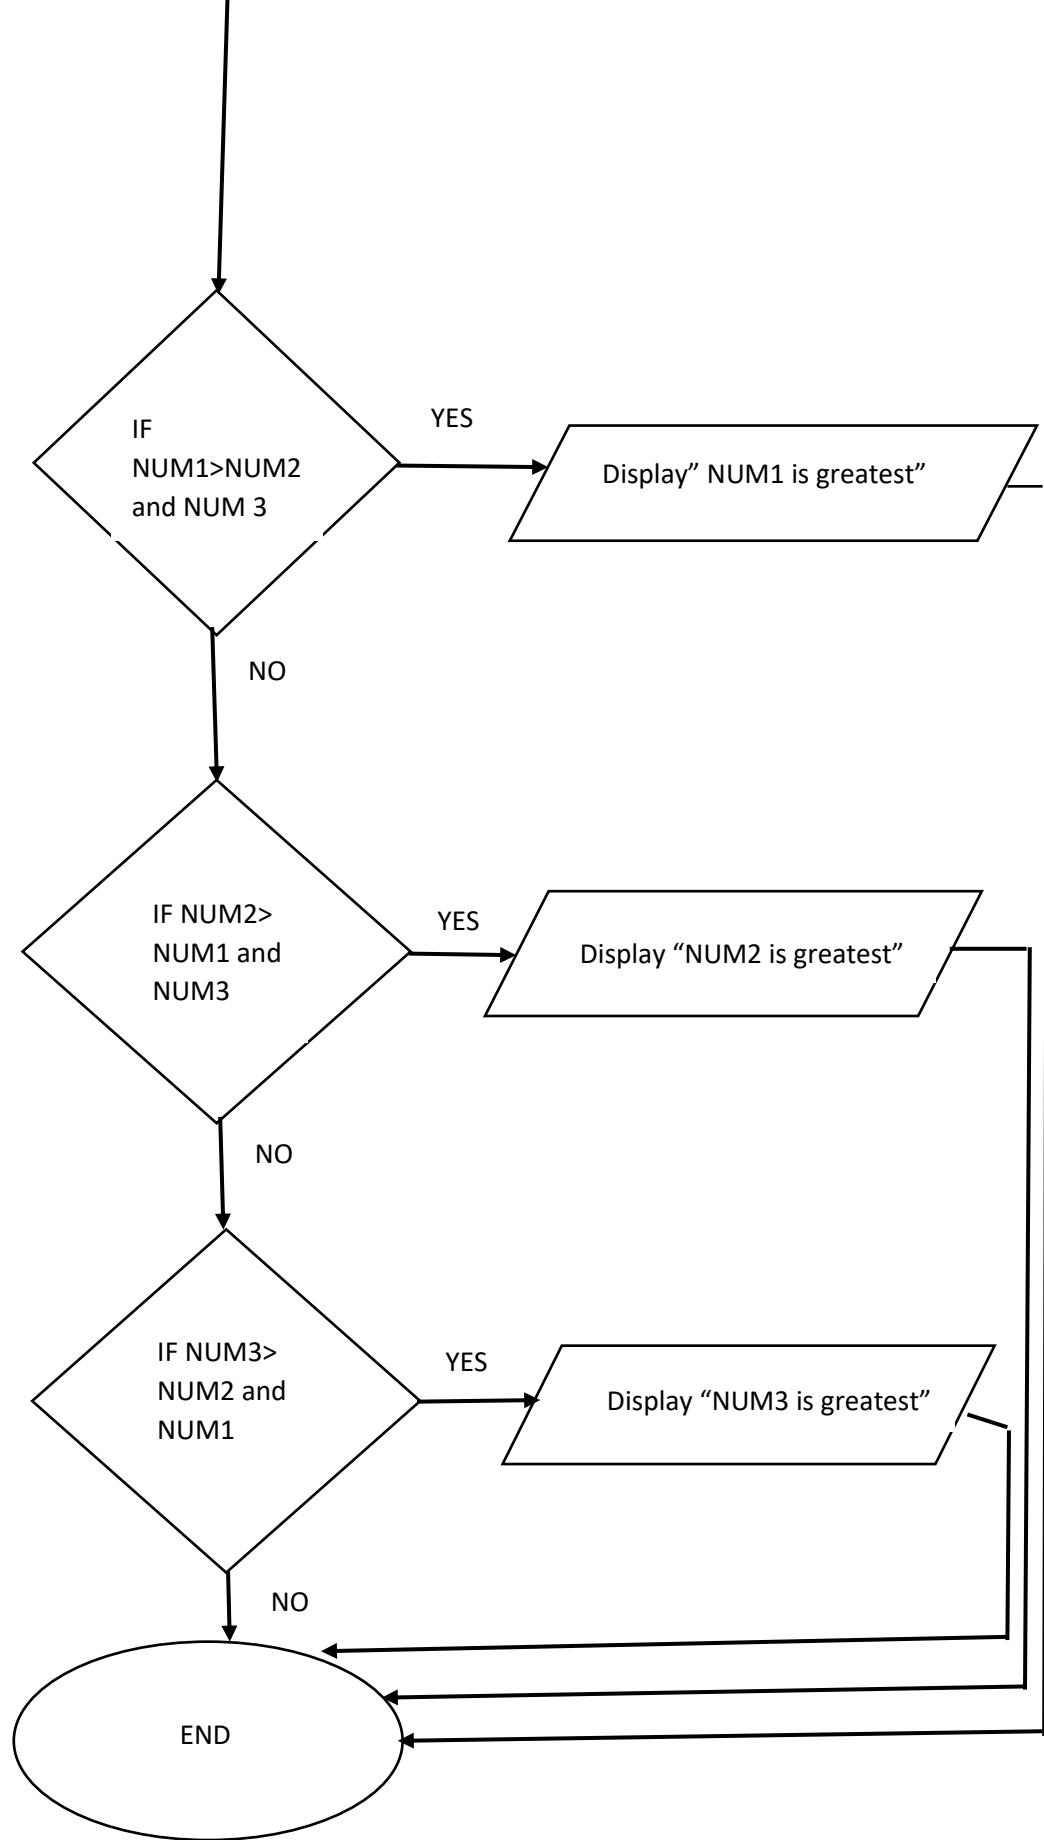 IF
NUM1>NUM2
and NUM 3
YES
Display” NUM1 is greatest”
NO
IF NUM2>
NUM1 and
NUM3
YES
Display “NUM2 is greatest”
NO
IF NUM3>
NUM2 and
NUM1
YES
Display “NUM3 is greatest”
NO
END